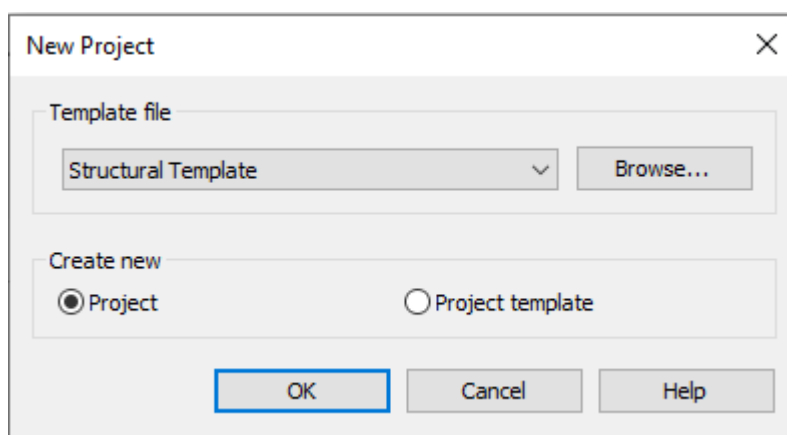 New Project
Template file
Structural Template
Browse...
Create new
Project
Project template
OK
Cancel
Help